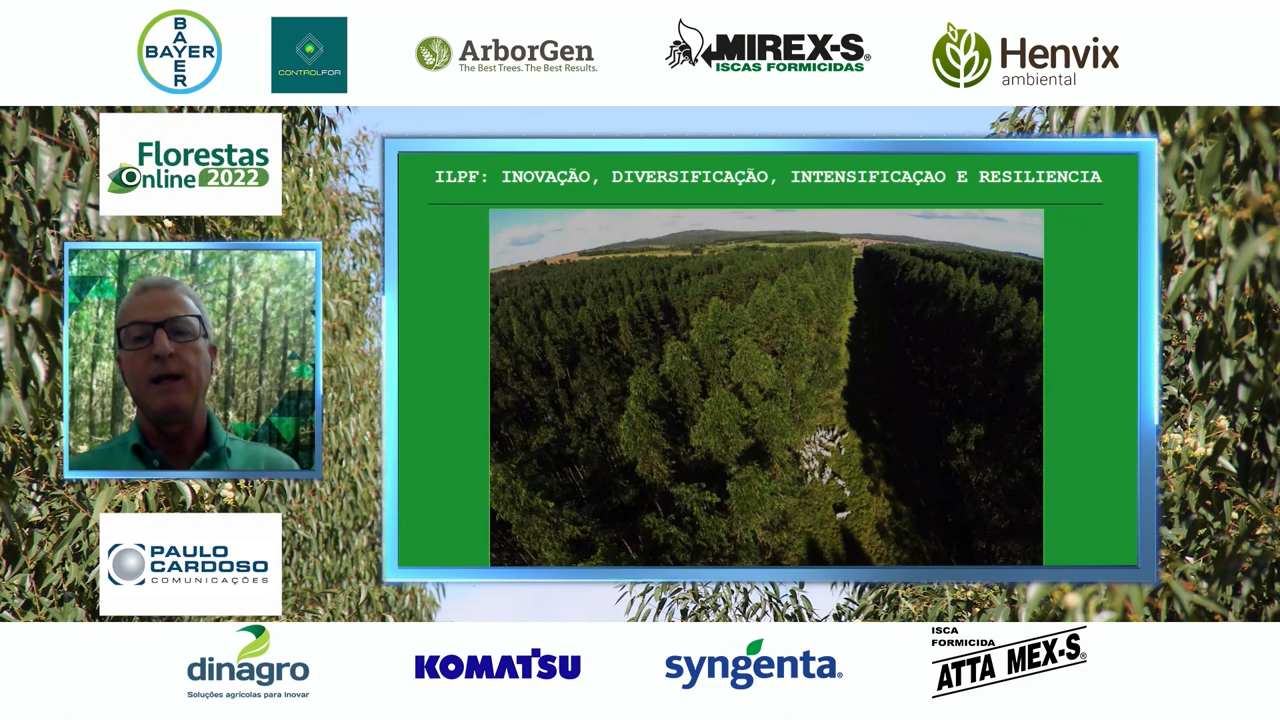 BAYER
BAYER
CONTROLFOR
ArborGen
The Best Trees. The Best Results.
MIREX-S®
ISCAS FORMICIDAS
Henvix
ambiental
Florestas
Online 2022
ILPF: INOVAÇÃO, DIVERSIFICAÇÃO, INTENSIFICAÇAO E RESILIENCIA
PAULO
CARDOSO
COMUNICAÇÕES
dinagro
Soluções agrícolas para inovar
KOMATSU
syngenta®
ISCA
FORMICIDA
ATTA MEX-S®